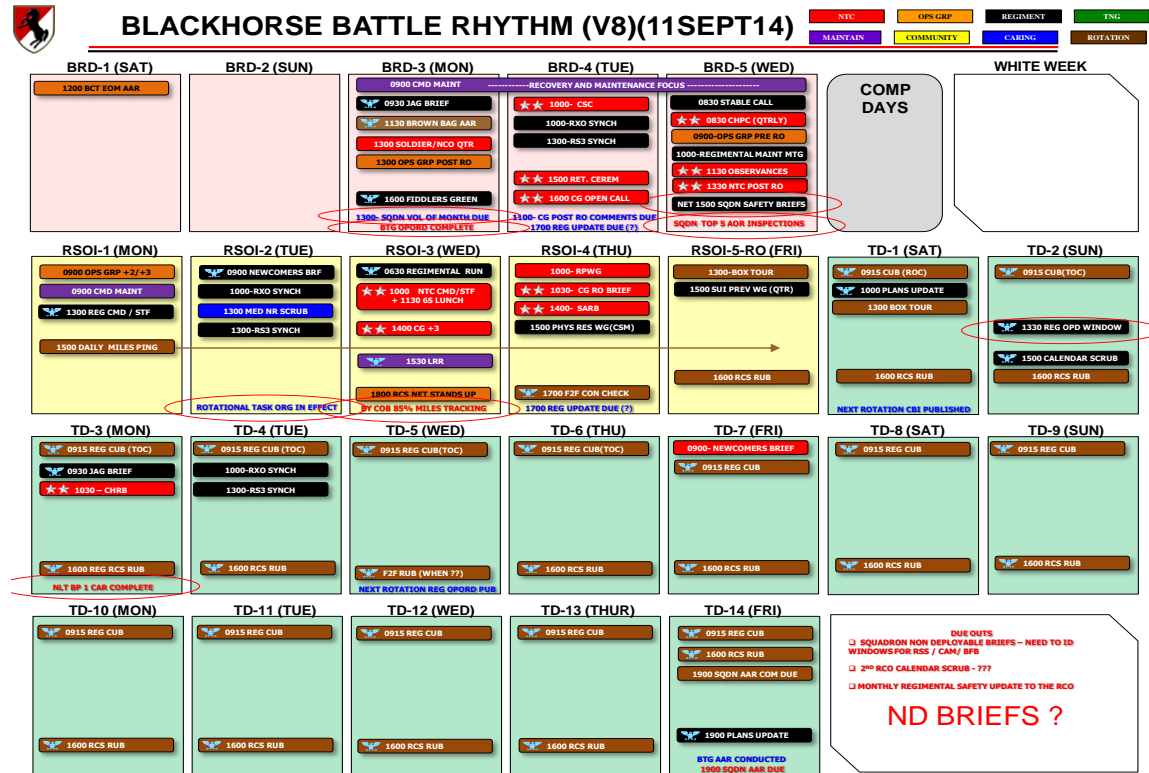 BLACKHORSE BATTLE RHYTHM (V8)(11SEPT14)
NTC
OPS GRP
REGIMENT
TNG
MAINTAIN
COMMUNITY
CARING
ROTATION
BRD-1 (SAT)
1200 BCT EOM AAR
BRD-2 (SUN)
BRD-3 (MON)
BRD-4 (TUE)
BRD-5 (WED)
0900 CMD MAINT
------------RECOVERY AND MAINTENANCE FOCUS ---------------------
0930 JAG BRIEF
1130 BROWN BAG AAR
1300 SOLDIER/NCO QTR
1300 OPS GRP POST RO
1600 FIDDLERS GREEN
1300- SQDN VOL OF MONTH DUE
BTG OPORD COMPLETE
1000- CSC
1000-RXO SYNCH
1300-RS3 SYNCH
1500 RET. CEREM
1600 CG OPEN CALL
1100- CG POST RO COMMENTS DUE
1700 REG UPDATE DUE (?)
0830 STABLE CALL
0830 CHPC (QTRLY)
0900-OPS GRP PRE RO
1000-REGIMENTAL MAINT MTG
1130 OBSERVANCES
1330 NTC POST RO
NET 1500 SQDN SAFETY BRIEFS
SQDN TOP 5 AOR INSPECTIONS
COMP
DAYS
WHITE WEEK
RSOI-1 (MON)
0900 OPS GRP +2/+3
0900 CMD MAINT
1300 REG CMD / STF
1500 DAILY MILES PING
RSOI-2 (TUE)
0900 NEWCOMERS BRF
1000-RXO SYNCH
1300 MED NR SCRUB
1300-RS3 SYNCH
ROTATIONAL TASK ORG IN EFFECT
RSOI-3 (WED)
0630 REGIMENTAL RUN
1000 NTC CMD/STF
+ 1130 6S LUNCH
1400 CG +3
1530 LRR
1800 RCS NET STANDS UP
BY COB 85% MILES TRACKING
RSOI-4 (THU)
1000- RPWG
1030- CG RO BRIEF
1400- SARB
1500 PHYS RES WG(CSM)
1700 F2F CON CHECK
1700 REG UPDATE DUE (?)
RSOI-5-RO (FRI)
1300-BOX TOUR
1500 SUI PREV WG (QTR)
1600 RCS RUB
TD-1 (SAT)
0915 CUB (ROC)
1000 PLANS UPDATE
1300 BOX TOUR
1600 RCS RUB
NEXT ROTATION CBI PUBLISHED
TD-2 (SUN)
0915 CUB(TOC)
1330 REG OPD WINDOW
1500 CALENDAR SCRUB
1600 RCS RUB
TD-3 (MON)
0915 REG CUB (TOC)
0930 JAG BRIEF
1030 – CHRB
1600 REG RCS RUB
NLT BP 1 CAR COMPLETE
TD-4 (TUE)
0915 REG CUB (TOC)
1000-RXO SYNCH
1300-RS3 SYNCH
1600 RCS RUB
TD-5 (WED)
0915 REG CUB(TOC)
F2F RUB (WHEN ??)
NEXT ROTATION REG OPORD PUB
TD-6 (THU)
0915 REG CUB(TOC)
1600 RCS RUB
TD-7 (FRI)
0900- NEWCOMERS BRIEF
0915 REG CUB
1600 RCS RUB
TD-8 (SAT)
0915 REG CUB
1600 RCS RUB
TD-9 (SUN)
0915 REG CUB
1600 RCS RUB
TD-10 (MON)
0915 REG CUB
1600 RCS RUB
TD-11 (TUE)
0915 REG CUB
1600 RCS RUB
TD-12 (WED)
0915 REG CUB
1600 RCS RUB
TD-13 (THUR)
0915 REG CUB
1600 RCS RUB
TD-14 (FRI)
0915 REG CUB
1600 RCS RUB
1900 SQDN AAR COM DUE
1900 PLANS UPDATE
BTG AAR CONDUCTED
1900 SQDN AAR DUE
DUE OUTS
❑ SQUADRON NON DEPLOYABLE BRIEFS – NEED TO ID
WINDOWS FOR RSS / CAM/ BFB
❑ 2ND RCO CALENDAR SCRUB - ???
❑ MONTHLY REGIMENTAL SAFETY UPDATE TO THE RCO
ND BRIEFS ?